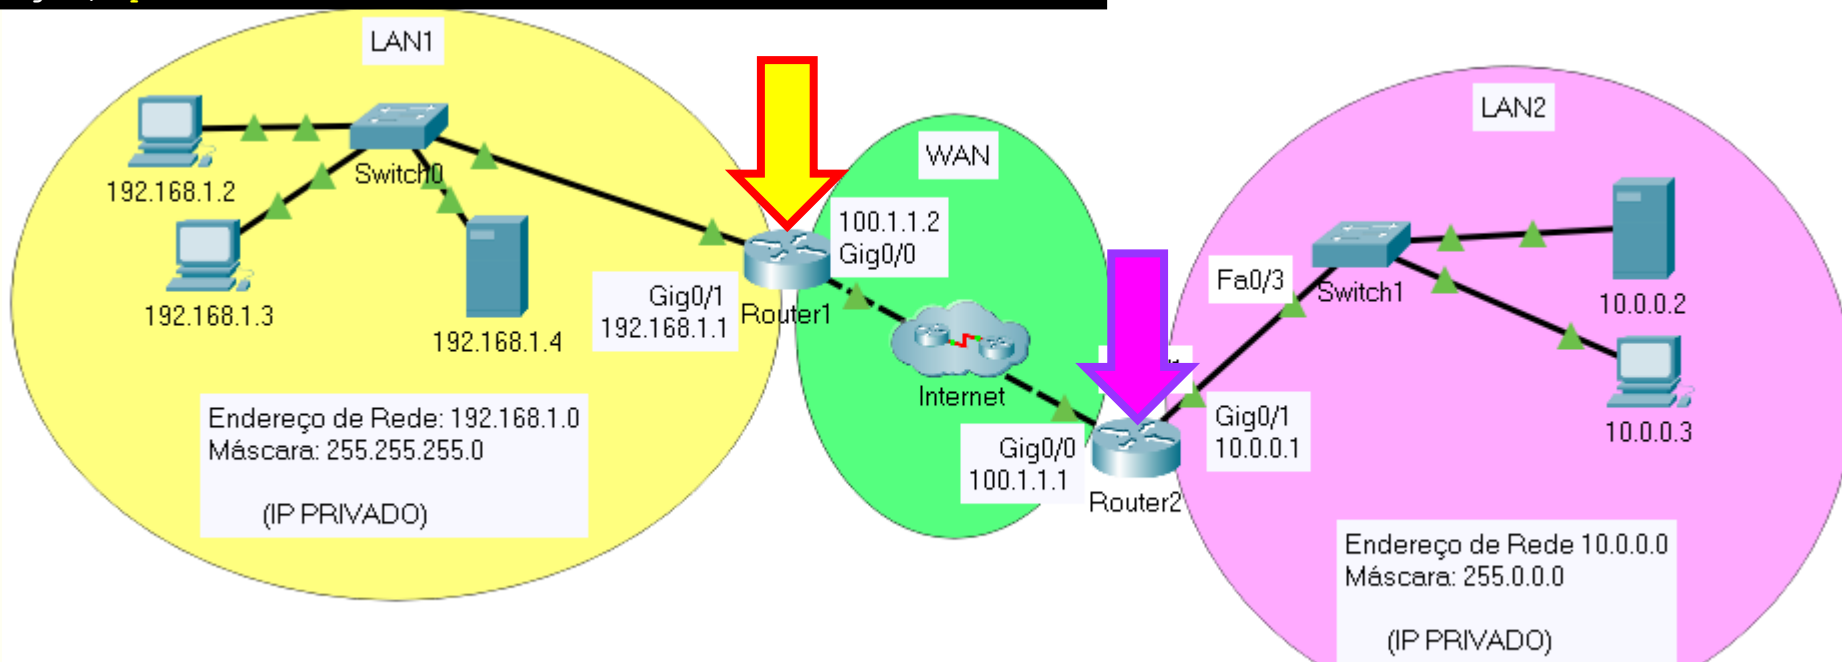 LAN1
192.168.1.2
Switch0
192.168.1.3
192.168.1.4
Gig0/1
192.168.1.1
Router1
100.1.1.2
Gig0/0
Endereço de Rede: 192.168.1.0
Máscara: 255.255.255.0
(IP PRIVADO)
WAN
Internet
Gig0/0
100.1.1.1
Router2
Gig0/1
10.0.0.1
LAN2
Fa0/3
Switch1
10.0.0.2
10.0.0.3
Endereço de Rede 10.0.0.0
Máscara: 255.0.0.0
(IP PRIVADO)